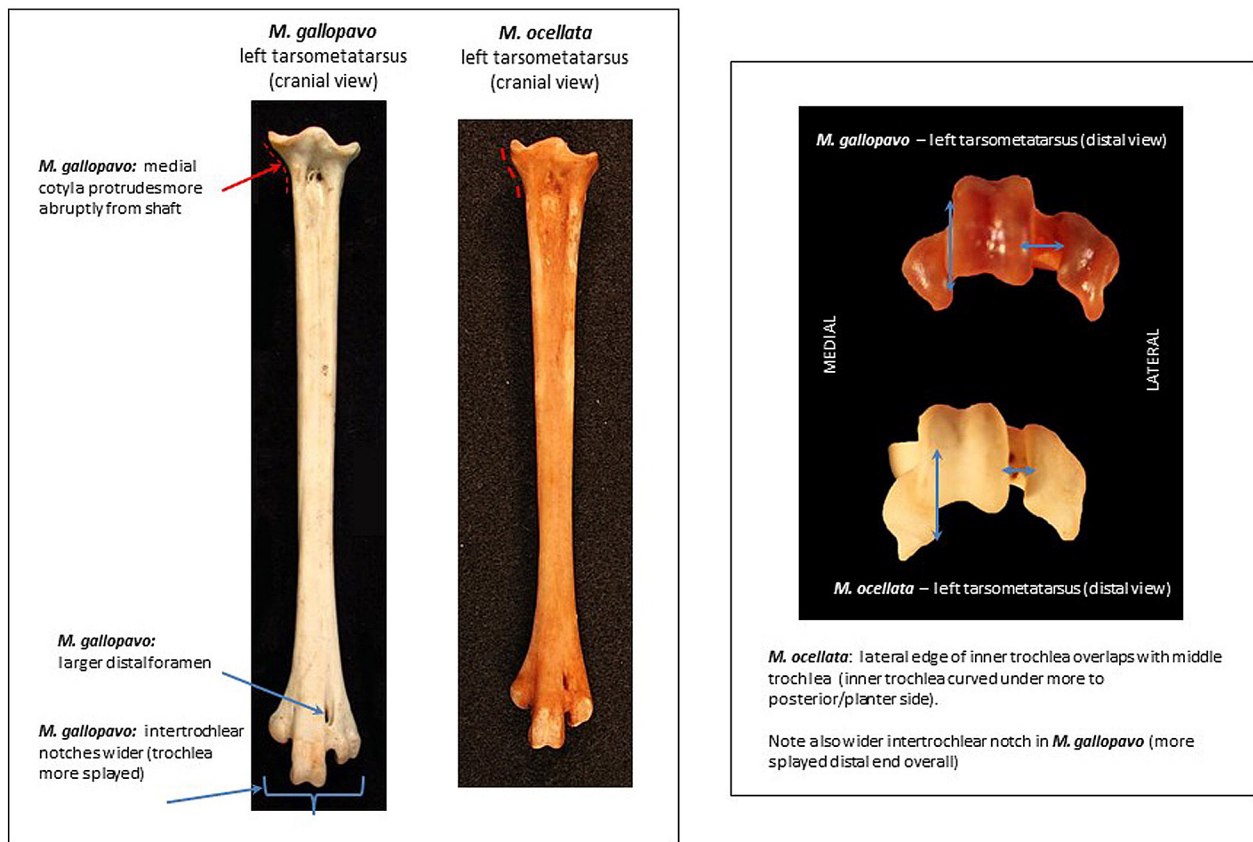 M. gallopavo
left tarsometatarsus
(cranial view)
M. ocellata
left tarsometatarsus
(cranial view)
M. gallopavo: medial
cotyla protrudesmore
abruptly from shaft
M. gallopavo:
larger distal foramen
M. gallopavo: intertrochlear
notches wider (trochlea
more splayed)
M. gallopavo – left tarsometatarsus (distal view)
MEDIAL
LATERAL
M. ocellata – left tarsometatarsus (distal view)
M. ocellata: lateral edge of inner trochlea overlaps with middle
trochlea (inner trochlea curved under more to
posterior/planter side).
Note also wider intertrochlear notch in M. gallopavo (more
splayed distal end overall)